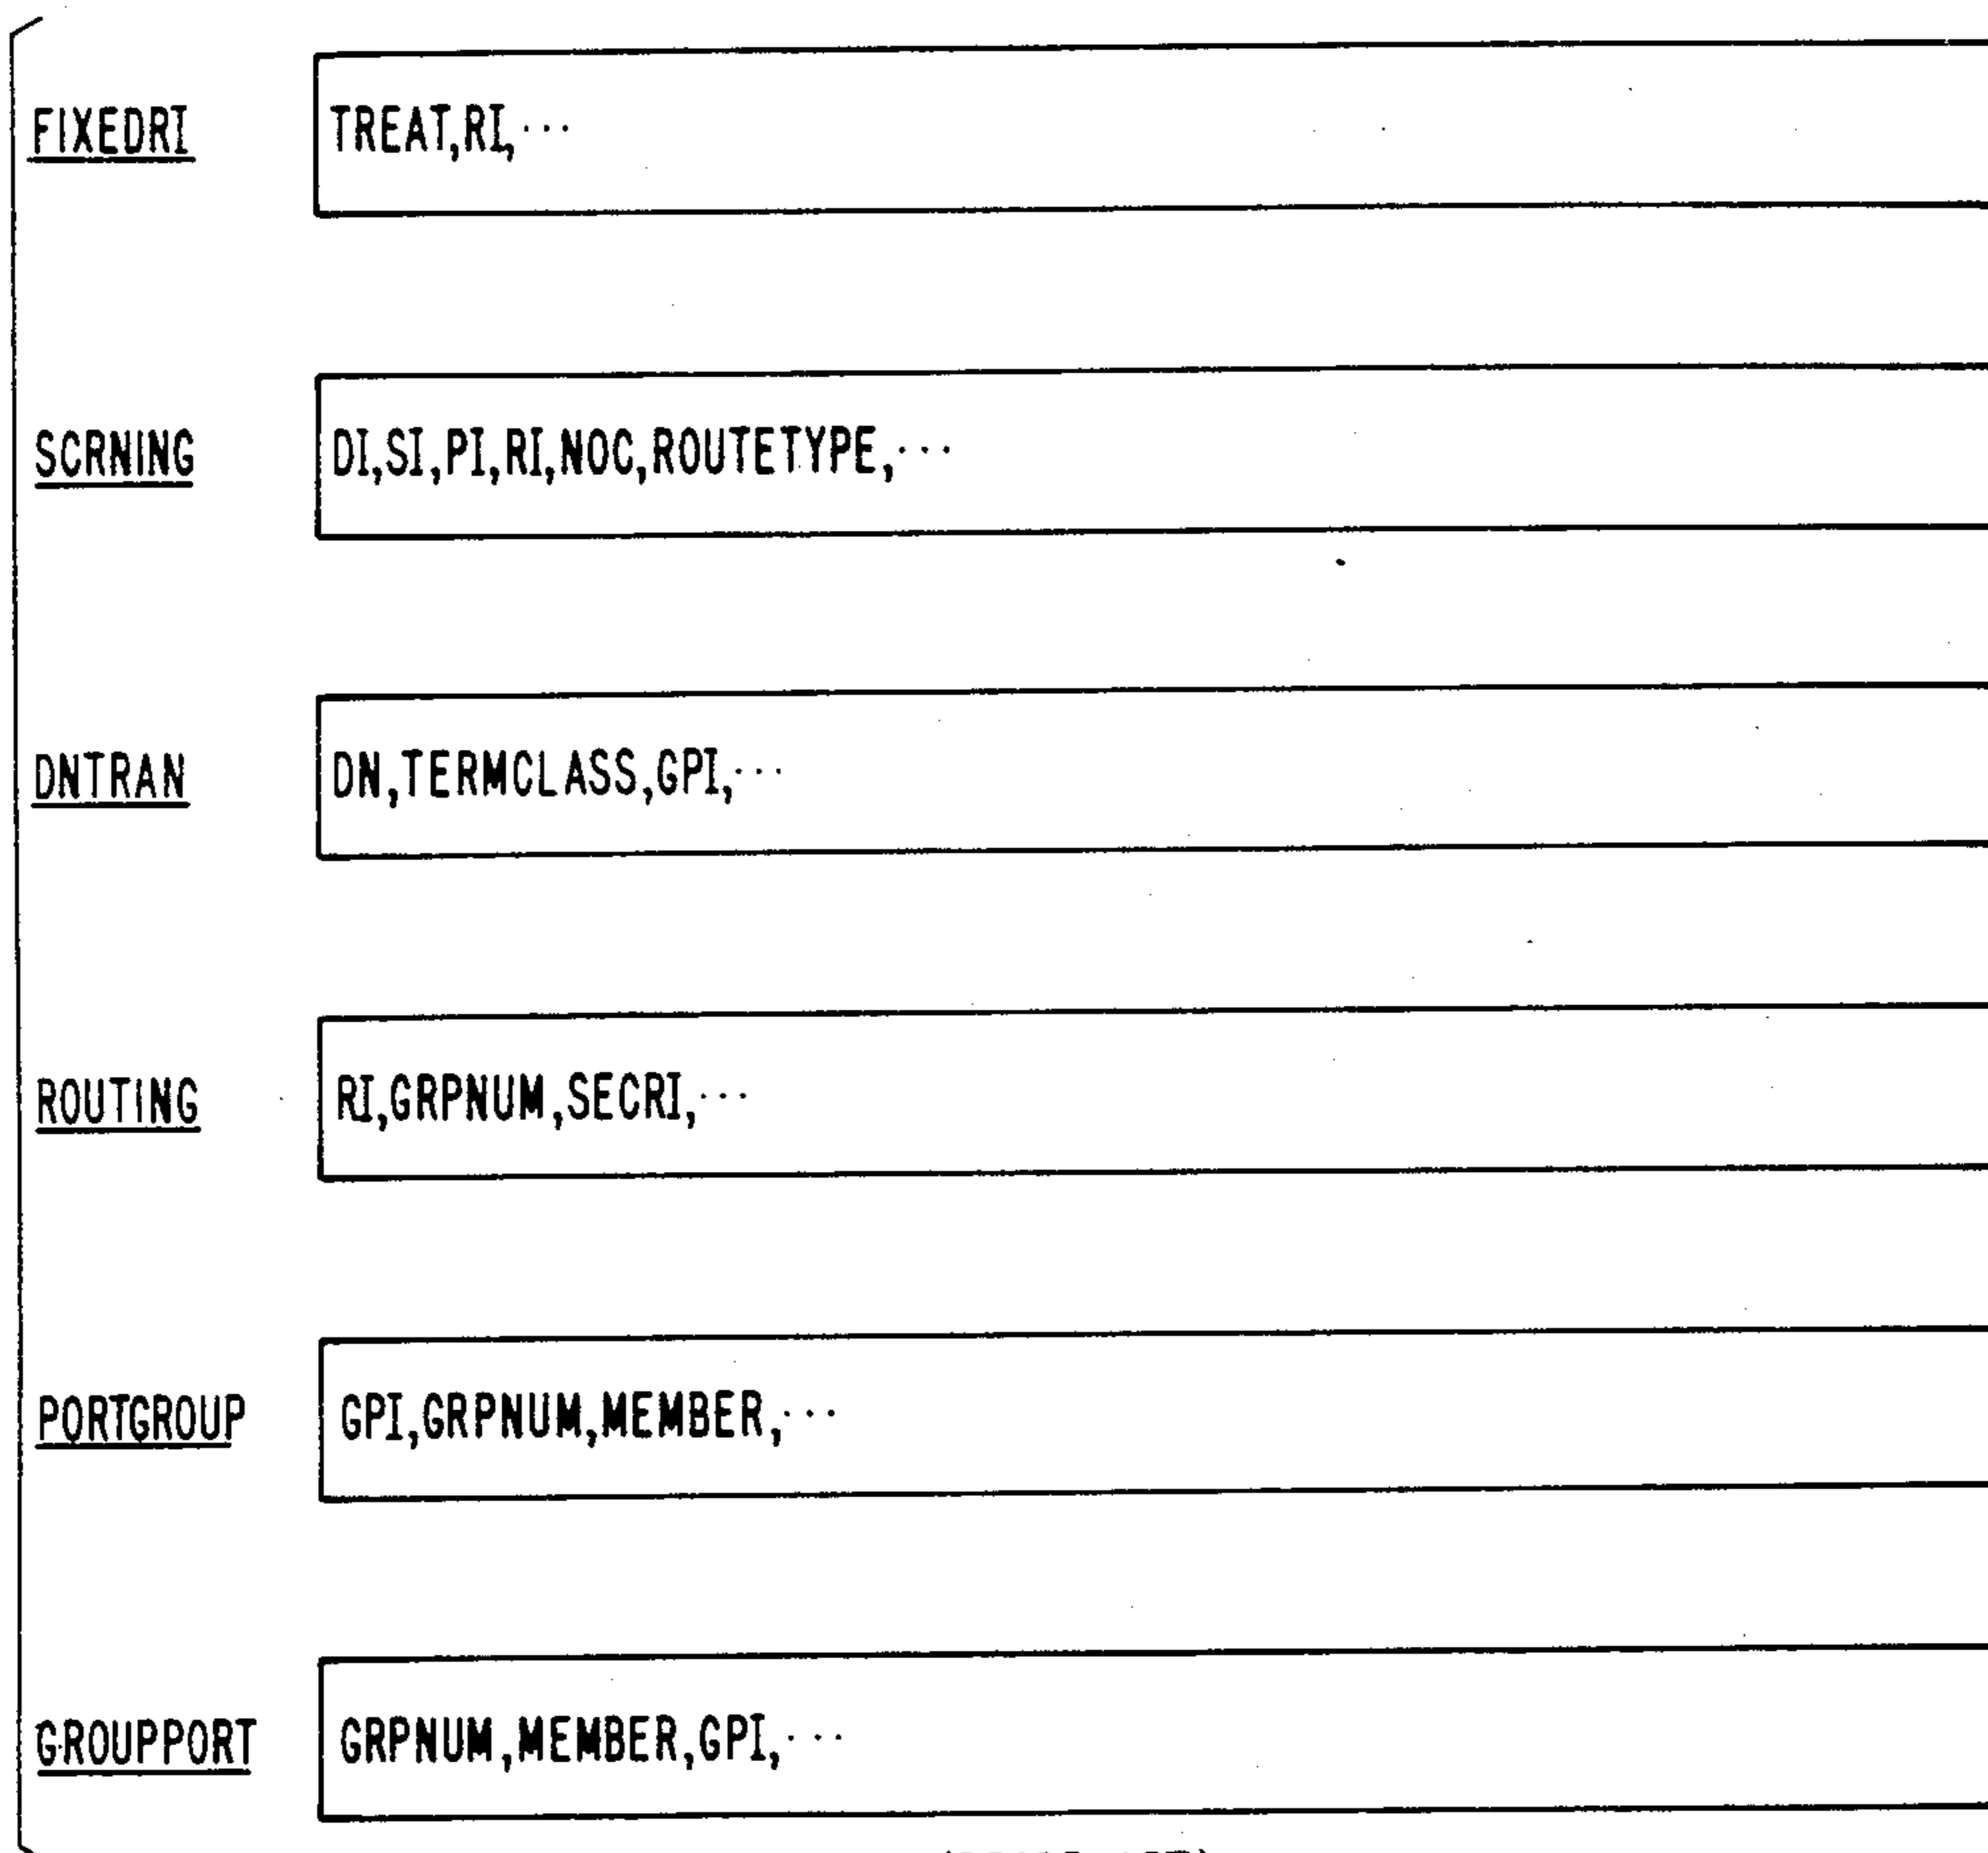 FIXEDRI
TREAT,RI,···
SCRNING
DI,SI,PI,RI,NOC,ROUTETYPE,···
DNTRAN
DN,TERMCLASS,GPI,···
ROUTING
RI,GRPNUM,SECRI,···
PORTGROUP
GPI,GRPNUM,MEMBER,···
GROUPPORT
GRPNUM,MEMBER,GPI,···